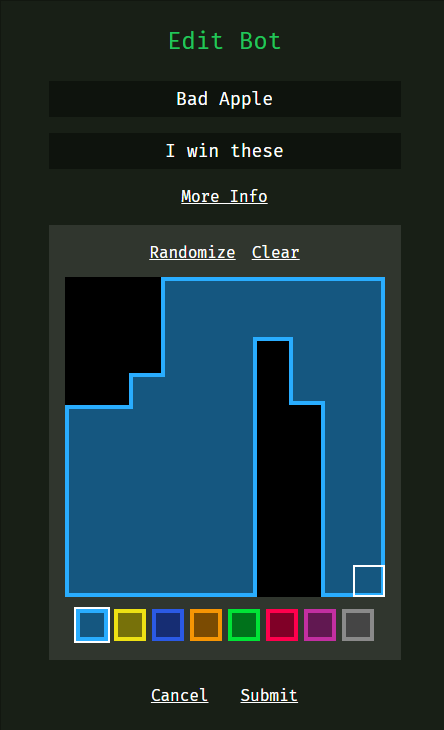 Edit Bot
Bad Apple
I win these
More Info
Randomize Clear
Cancel Submit